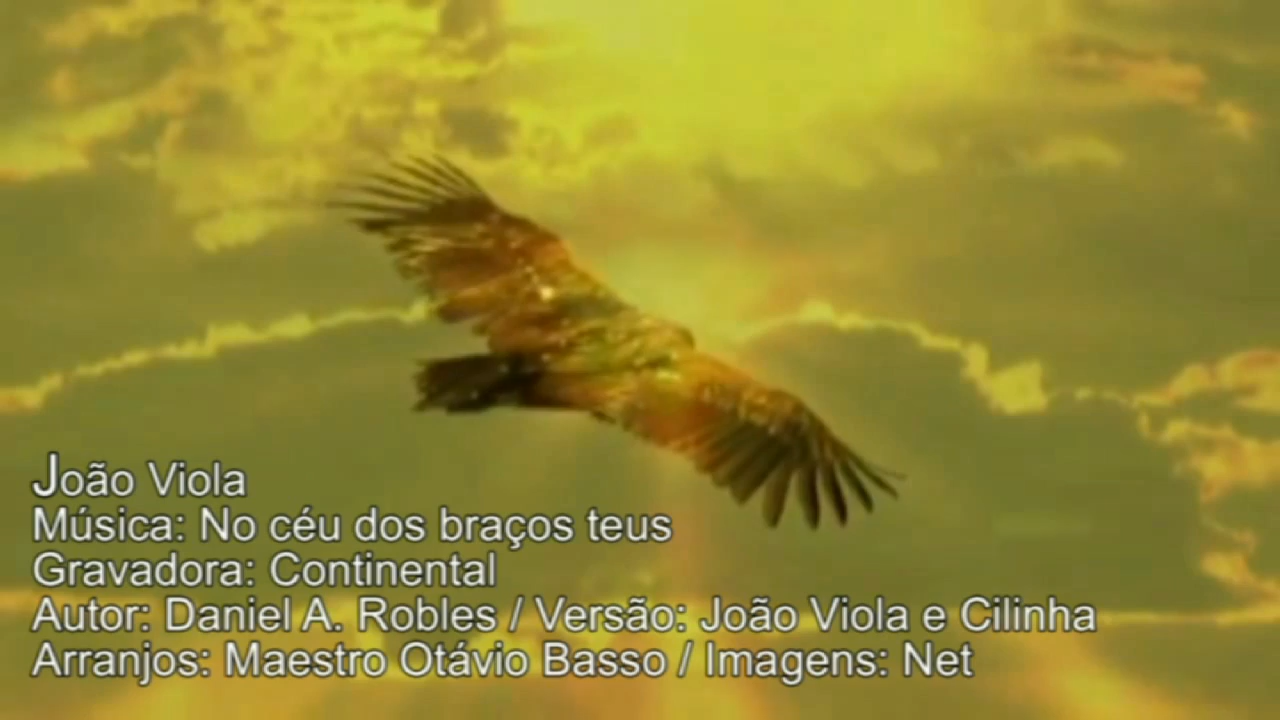 João Viola
Música: No céu dos braços teus
Gravadora: Continental
Autor: Daniel A. Robles / Versão: João Viola e Cilinha
Arranjos: Maestro Otávio Basso / Imagens: Net